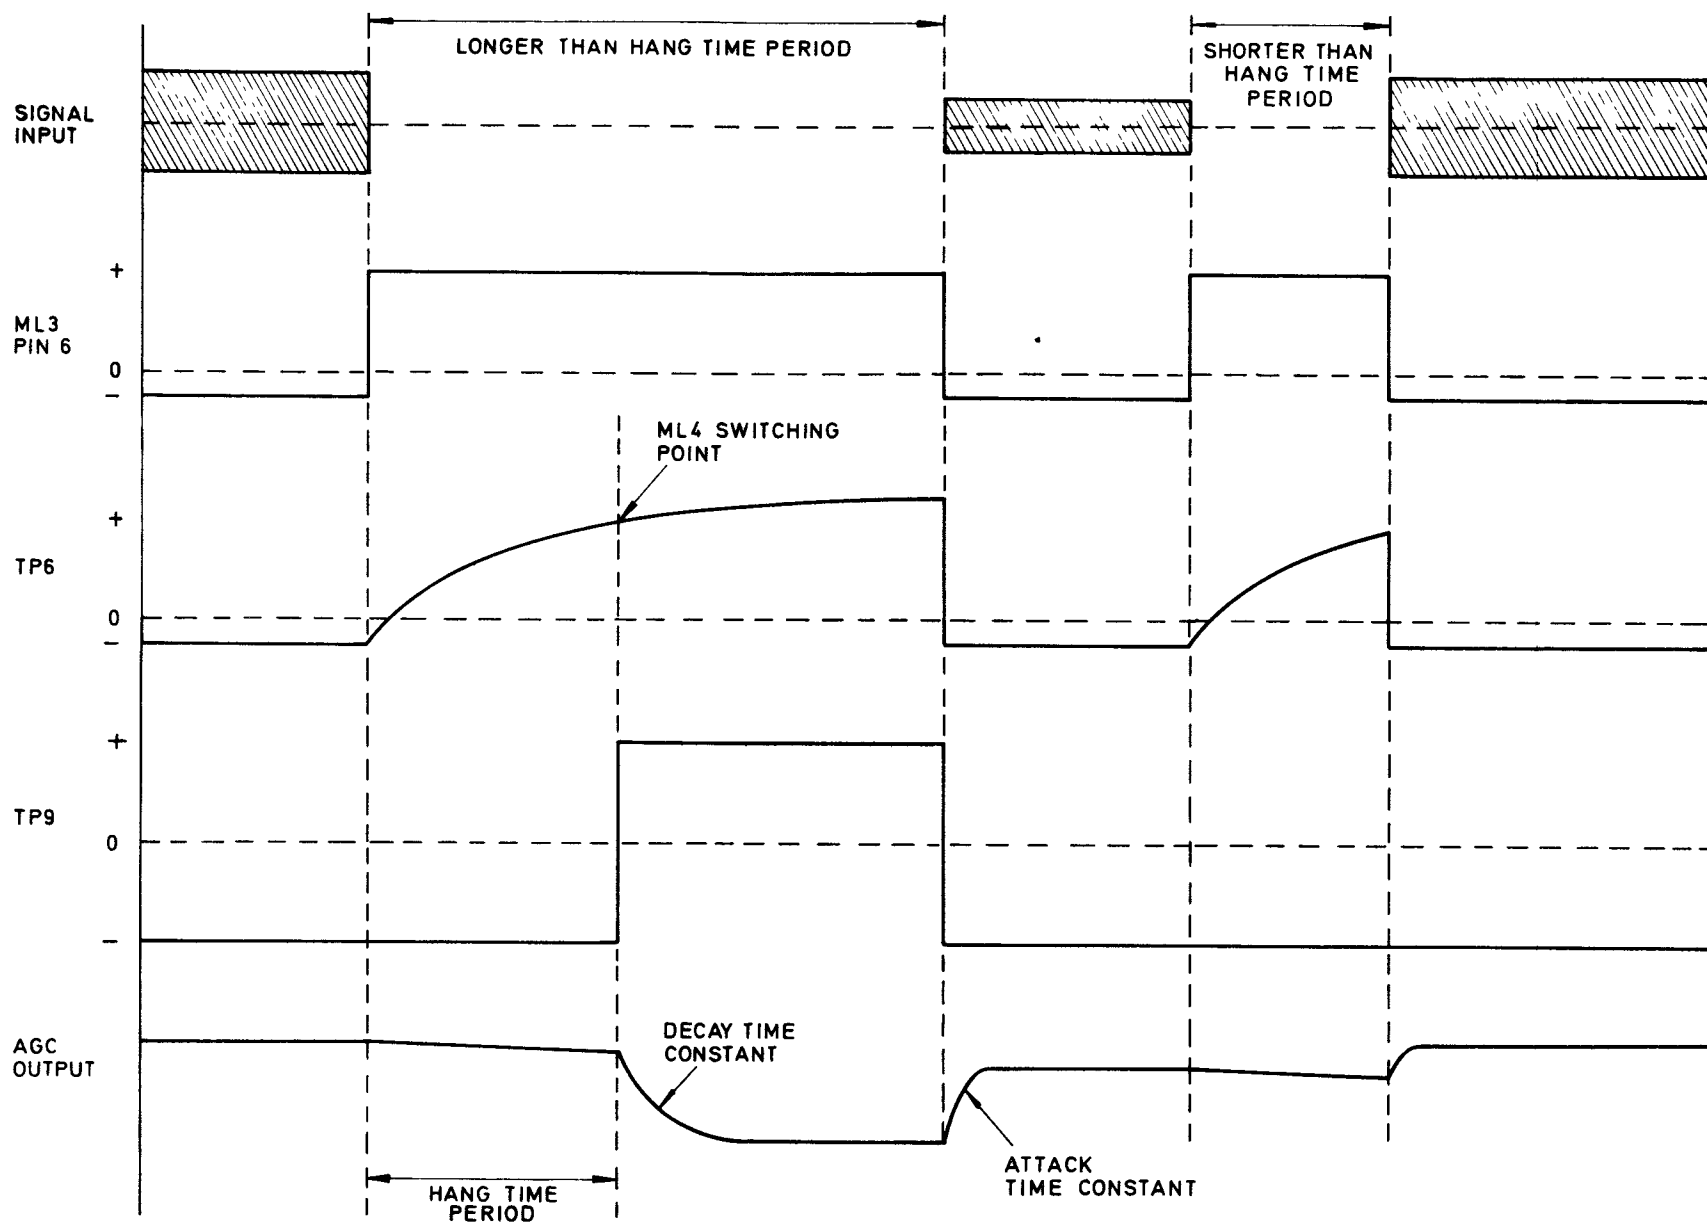 LONGER THAN HANG TIME PERIOD
SHORTER THAN
HANG TIME
PERIOD
SIGNAL
INPUT
+
ML3
PIN 6
0
−
ML4 SWITCHING
POINT
+
TP6
0
−
+
TP9
0
−
AGC
OUTPUT
DECAY TIME
CONSTANT
ATTACK
TIME CONSTANT
HANG TIME
PERIOD